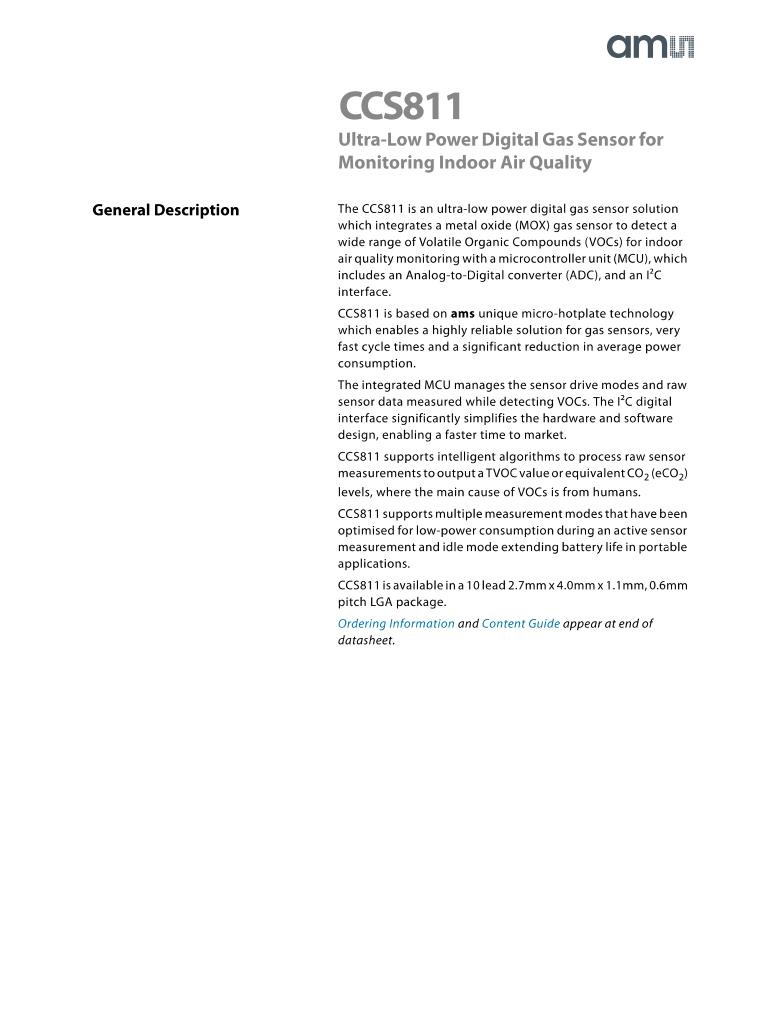 amu
CCS811
Ultra-Low Power Digital Gas Sensor for
Monitoring Indoor Air Quality
General Description
The CCS811 is an ultra-low power digital gas sensor solution
which integrates a metal oxide (MOX) gas sensor to detect a
wide range of Volatile Organic Compounds (VOCs) for indoor
air quality monitoring with a microcontroller unit (MCU), which
includes an Analog-to-Digital converter (ADC), and an I²C
interface.
CCS811 is based on ams unique micro-hotplate technology
which enables a highly reliable solution for gas sensors, very
fast cycle times and a significant reduction in average power
consumption.
The integrated MCU manages the sensor drive modes and raw
sensor data measured while detecting VOCs. The I²C digital
interface significantly simplifies the hardware and software
design, enabling a faster time to market.
CCS811 supports intelligent algorithms to process raw sensor
measurements to output a TVOC value or equivalent CO₂ (eCO₂)
levels, where the main cause of VOCs is from humans.
CCS811 supports multiple measurement modes that have been
optimised for low-power consumption during an active sensor
measurement and idle mode extending battery life in portable
applications.
CCS811 is available in a 10 lead 2.7mm x 4.0mm x 1.1mm, 0.6mm
pitch LGA package.
Ordering Information and Content Guide appear at end of
datasheet.